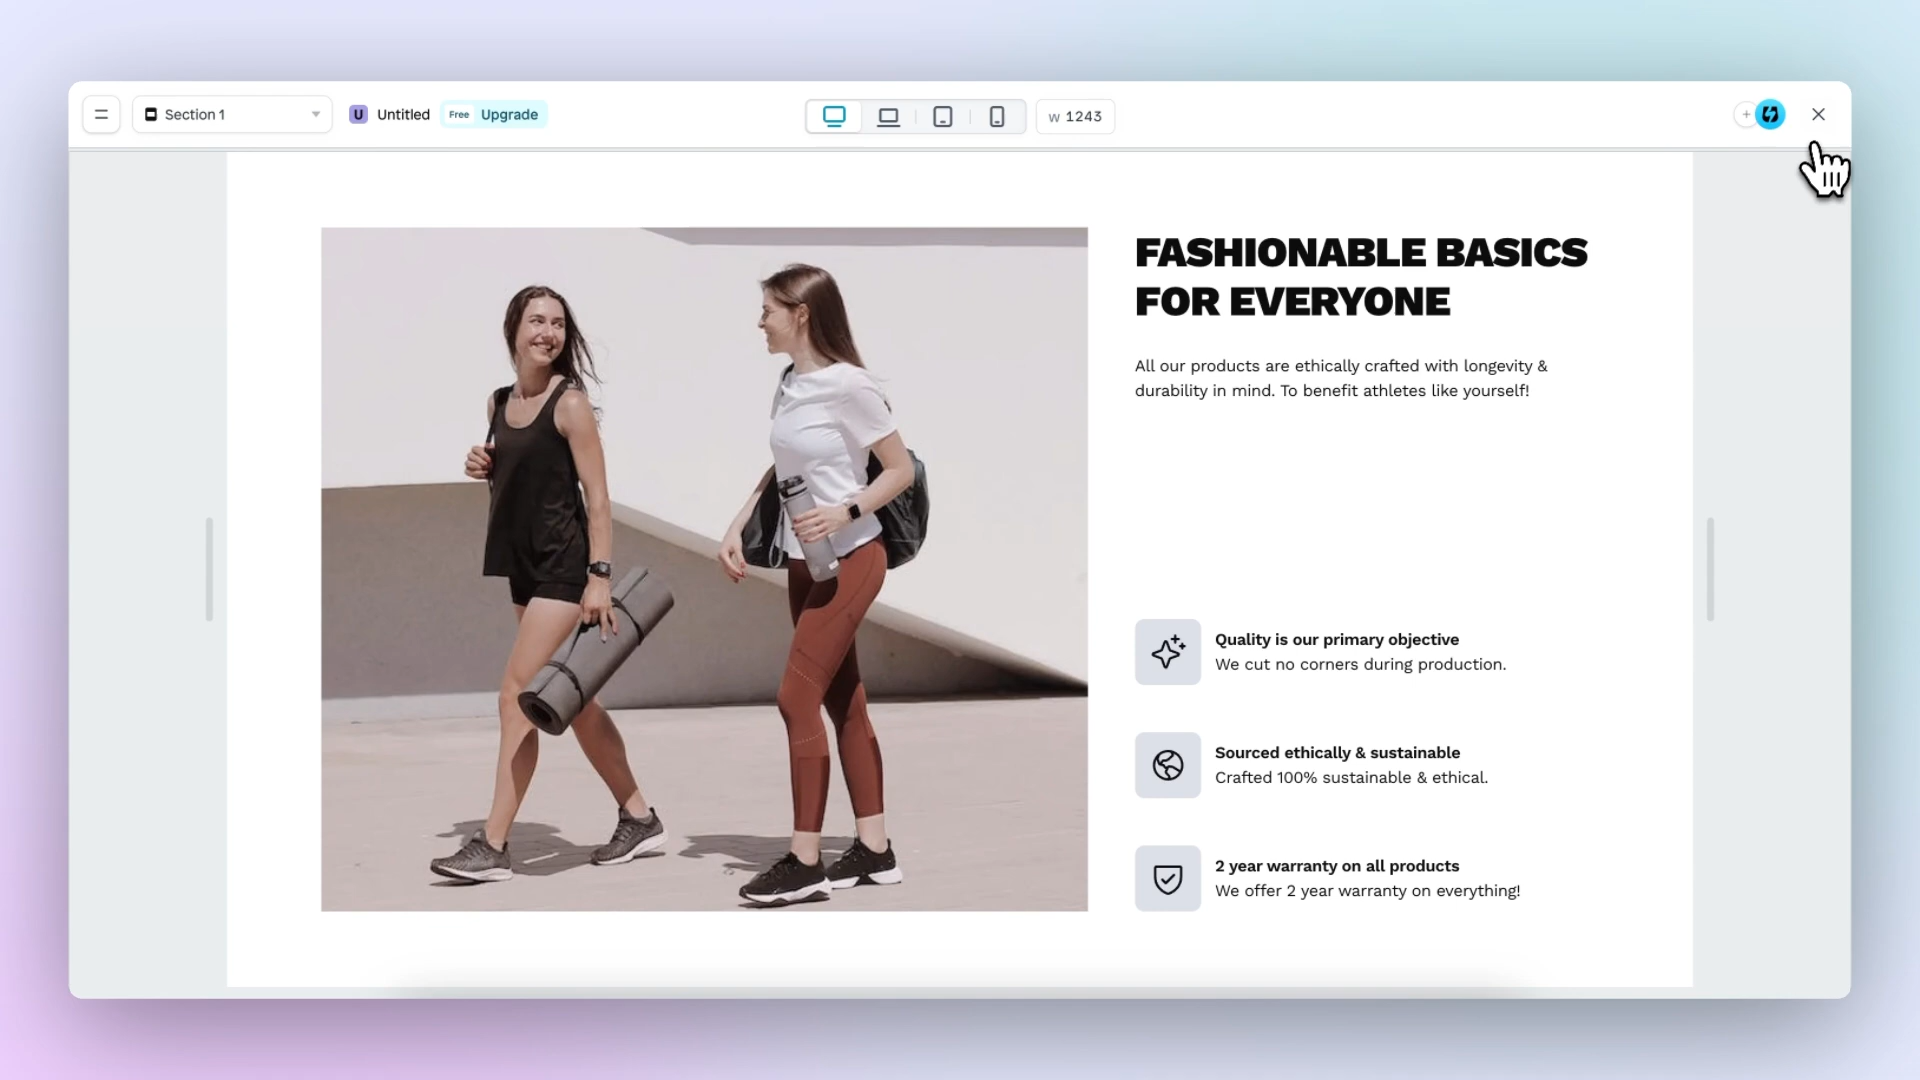 Section 1
U Untitled Free Upgrade
W 1243
FASHIONABLE BASICS
FOR EVERYONE
All our products are ethically crafted with longevity &
durability in mind. To benefit athletes like yourself!
Quality is our primary objective
We cut no corners during production.
Sourced ethically & sustainable
Crafted 100% sustainable & ethical.
2 year warranty on all products
We offer 2 year warranty on everything!